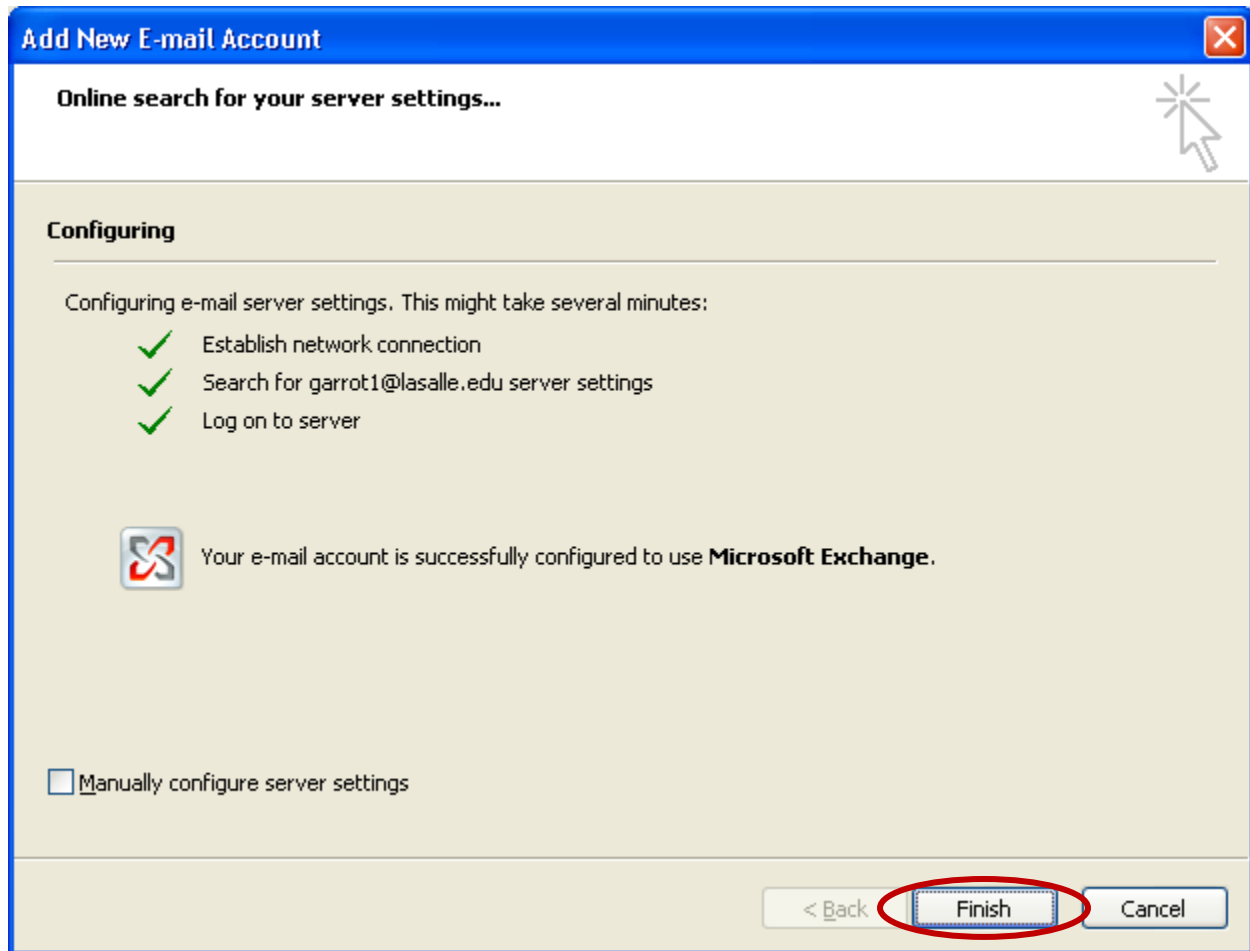 Add New E-mail Account
Online search for your server settings...
Configuring
Configuring e-mail server settings. This might take several minutes:
Establish network connection
Search for garrot1@lasalle.edu server settings
Log on to server
Your e-mail account is successfully configured to use Microsoft Exchange.
Manually configure server settings
< Back Finish Cancel